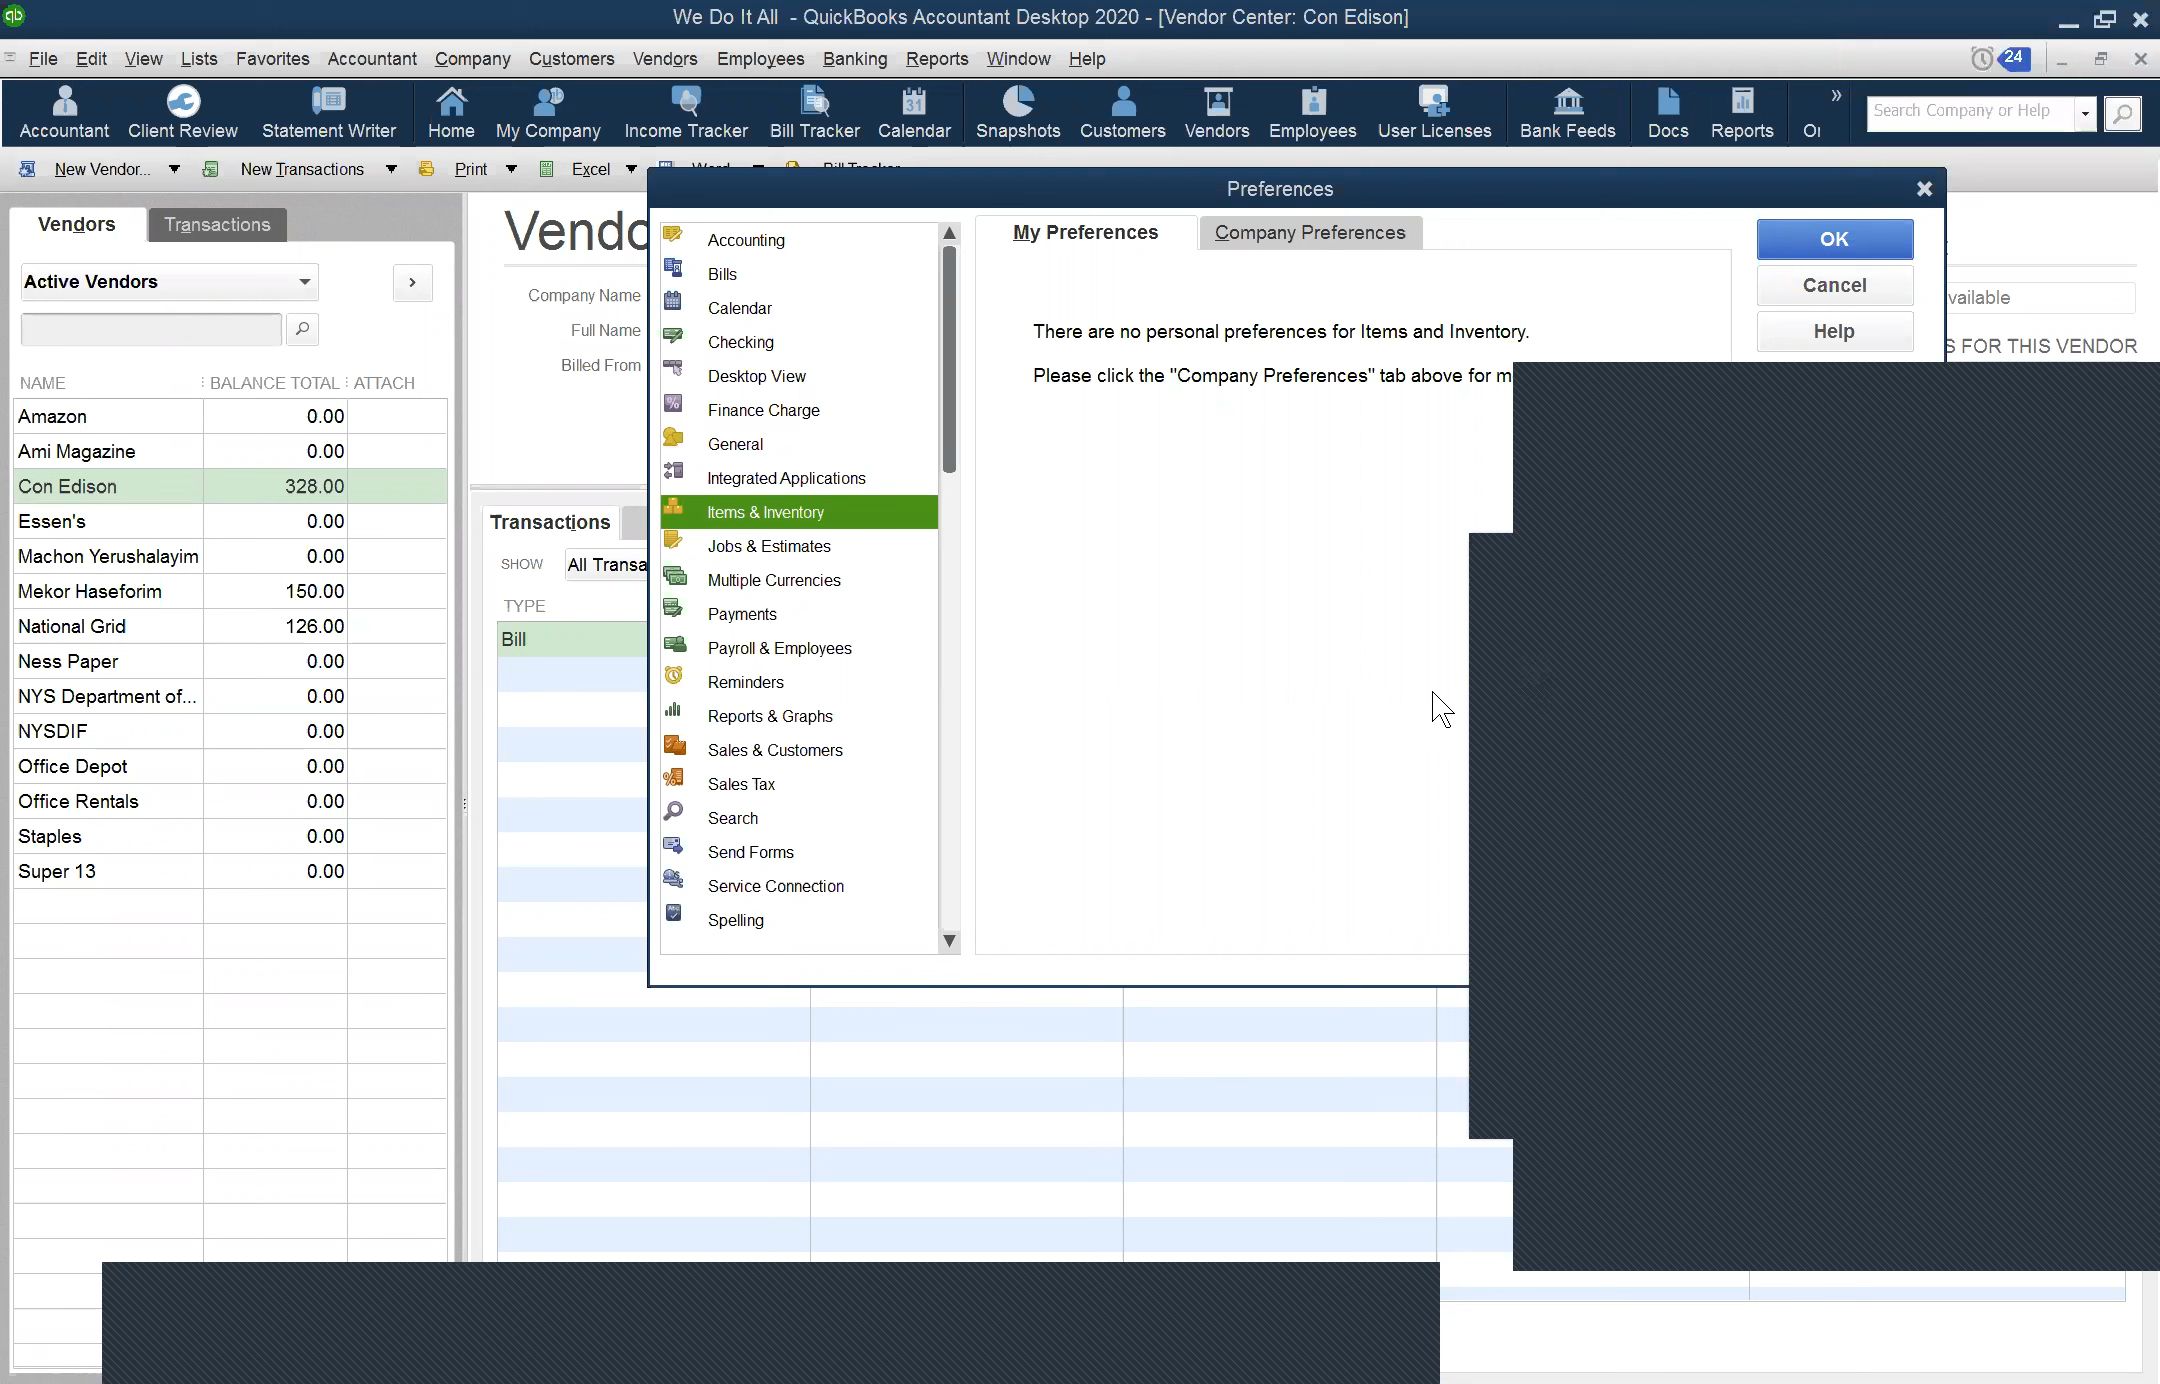 We Do It All - QuickBooks Accountant Desktop 2020 - [Vendor Center: Con Edison]
File Edit View Lists Favorites Accountant Company Customers Vendors Employees Banking Reports Window Help 24
Accountant Client Review Statement Writer Home My Company Income Tracker Bill Tracker Calendar Snapshots Customers Vendors Employees User Licenses Bank Feeds Docs Reports
Search Company or Help
New Vendor... New Transactions Print Excel
Preferences
Vendors Transactions
Active Vendors
NAME BALANCE TOTAL ATTACH
Amazon 0.00
Ami Magazine 0.00
Con Edison 328.00
Essen's 0.00
Machon Yerushalayim 0.00
Mekor Haseforim 150.00
National Grid 126.00
Ness Paper 0.00
NYS Department of... 0.00
NYSDIF 0.00
Office Depot 0.00
Office Rentals 0.00
Staples 0.00
Super 13 0.00
Company Name
Full Name
Billed From
Transactions
SHOW All
TYPE
Bill
Accounting
Bills
Calendar
Checking
Desktop View
Finance Charge
General
Integrated Applications
Items & Inventory
Jobs & Estimates
Multiple Currencies
Payments
Payroll & Employees
Reminders
Reports & Graphs
Sales & Customers
Sales Tax
Search
Send Forms
Service Connection
Spelling
My Preferences Company Preferences
There are no personal preferences for Items and Inventory.
Please click the "Company Preferences" tab above for
OK
Cancel
Help
FOR THIS VENDOR